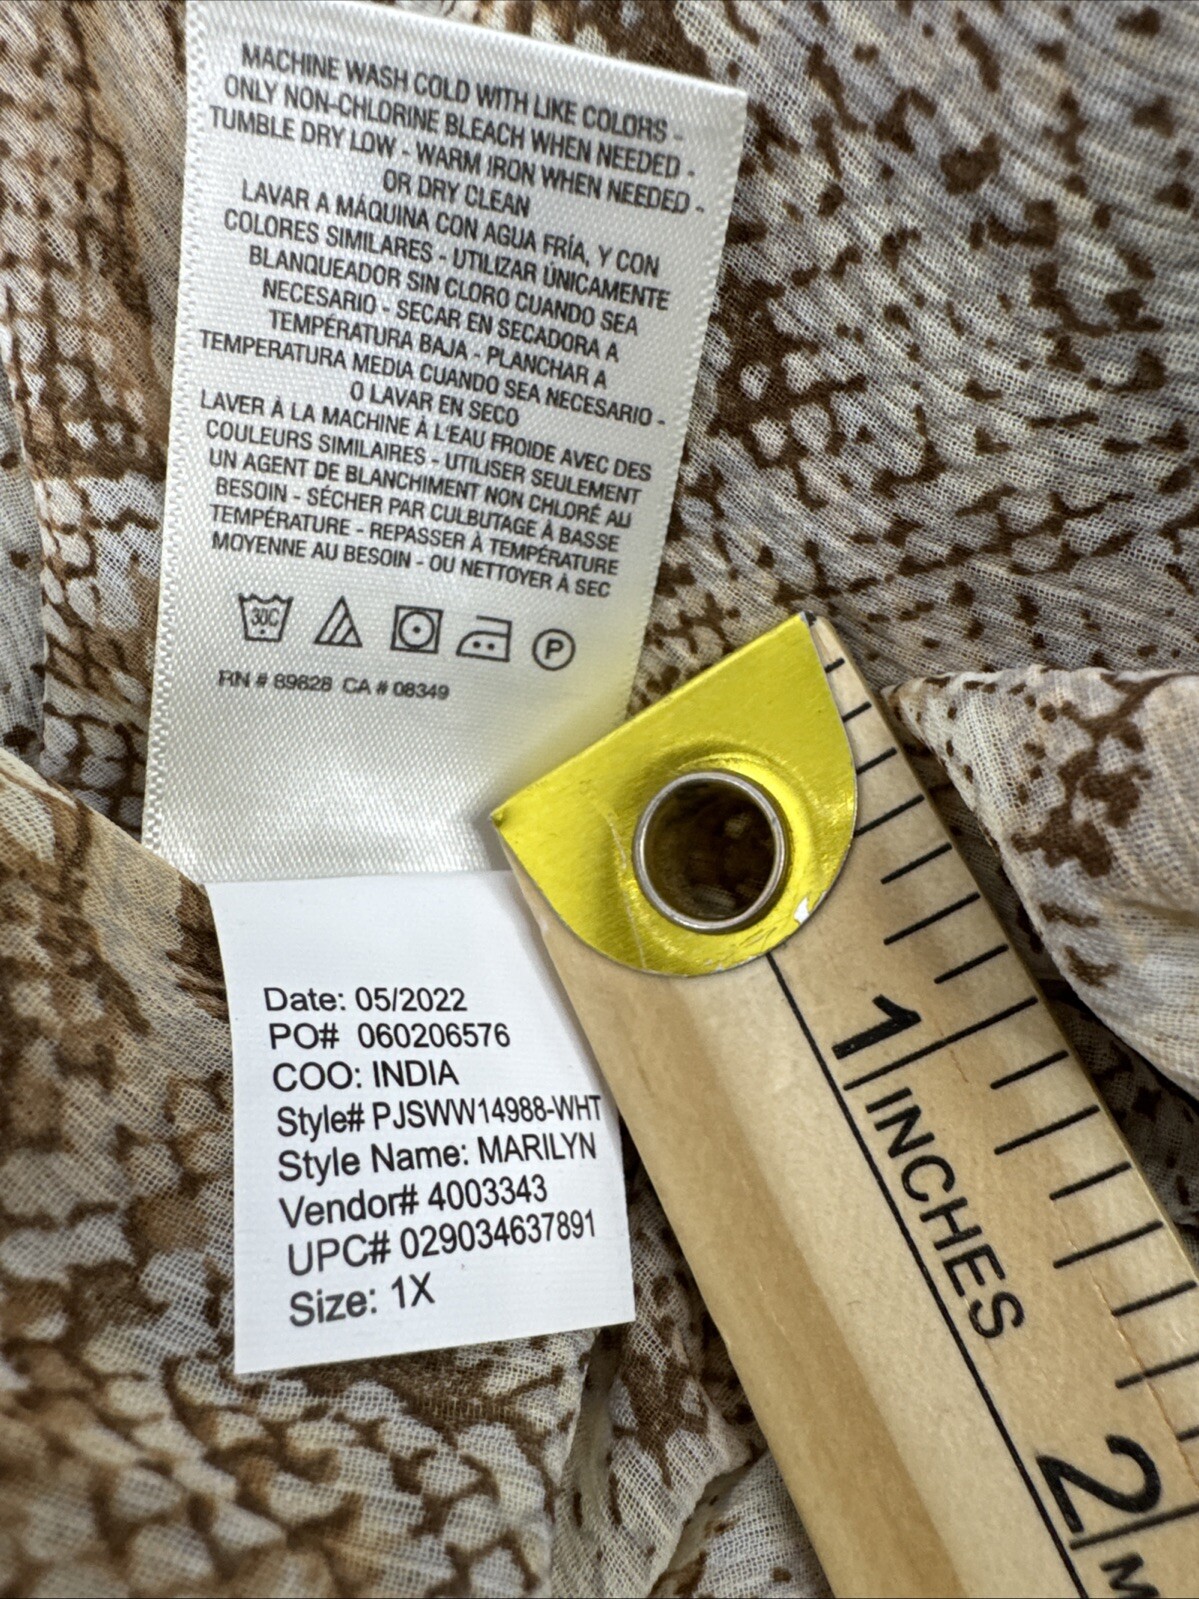 MACHINE WASH COLD WITH LIKE COLORS -
ONLY NON-CHLORINE BLEACH WHEN NEEDED -
TUMBLE DRY LOW - WARM IRON WHEN NEEDED -
OR DRY CLEAN
LAVAR A MÁQUINA CON AGUA FRÍA, Y CON
COLORES SIMILARES - UTILIZAR ÚNICAMENTE
BLANQUEADOR SIN CLORO CUANDO SEA
NECESARIO - SECAR EN SECADORA A
TEMPÉRATURA BAJA - PLANCHAR A
TEMPERATURA MEDIA CUANDO SEA NECESARIO -
O LAVAR EN SECO
LAVER À LA MACHINE À L'EAU FROIDE AVEC DES
COULEURS SIMILAIRES - UTILISER SEULEMENT
UN AGENT DE BLANCHIMENT NON CHLORÉ AU
BESOIN - SÉCHER PAR CULBUTAGE À BASSE
TEMPÉRATURE - REPASSER À TEMPÉRATURE
MOYENNE AU BESOIN - OU NETTOYER À SEC
30C P
RN # 89828 CA # 08349
Date: 05/2022
PO# 060206576
COO: INDIA
Style# PJSWW14988-WHT
Style Name: MARILYN
Vendor# 4003343
UPC# 029034637891
Size: 1X
1 INCHES
2 M